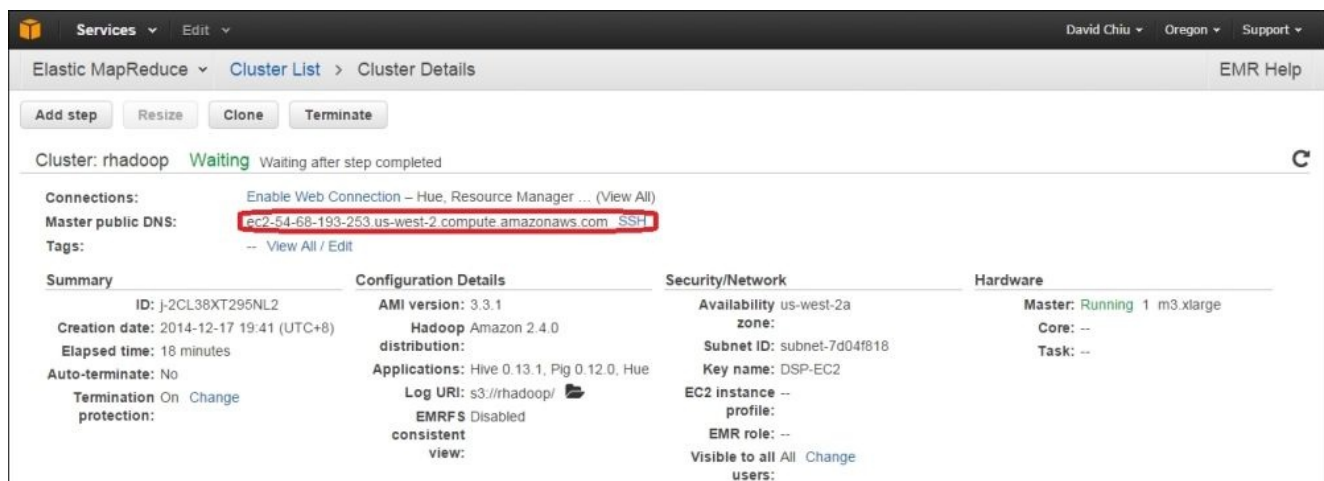 Services Edit David Chiu Oregon Support
Elastic MapReduce Cluster List > Cluster Details EMR Help
Add step Resize Clone Terminate
Cluster: rhadoop Waiting Waiting after step completed
Connections: Enable Web Connection – Hue, Resource Manager ... (View All)
Master public DNS: ec2-54-68-193-253.us-west-2.compute.amazonaws.com SSH
Tags: -- View All / Edit
Summary
ID: j-2CL38XT295NL2
Creation date: 2014-12-17 19:41 (UTC+8)
Elapsed time: 18 minutes
Auto-terminate: No
Termination On Change
protection:
Configuration Details
AMI version: 3.3.1
Hadoop Amazon 2.4.0
distribution:
Applications: Hive 0.13.1, Pig 0.12.0, Hue
Log URI: s3://rhadoop/
EMRFS Disabled
consistent
view:
Security/Network
Availability us-west-2a
zone:
Subnet ID: subnet-7d04f818
Key name: DSP-EC2
EC2 instance --
profile:
EMR role: --
Visible to all All Change
users:
Hardware
Master: Running 1 m3.xlarge
Core: --
Task: --